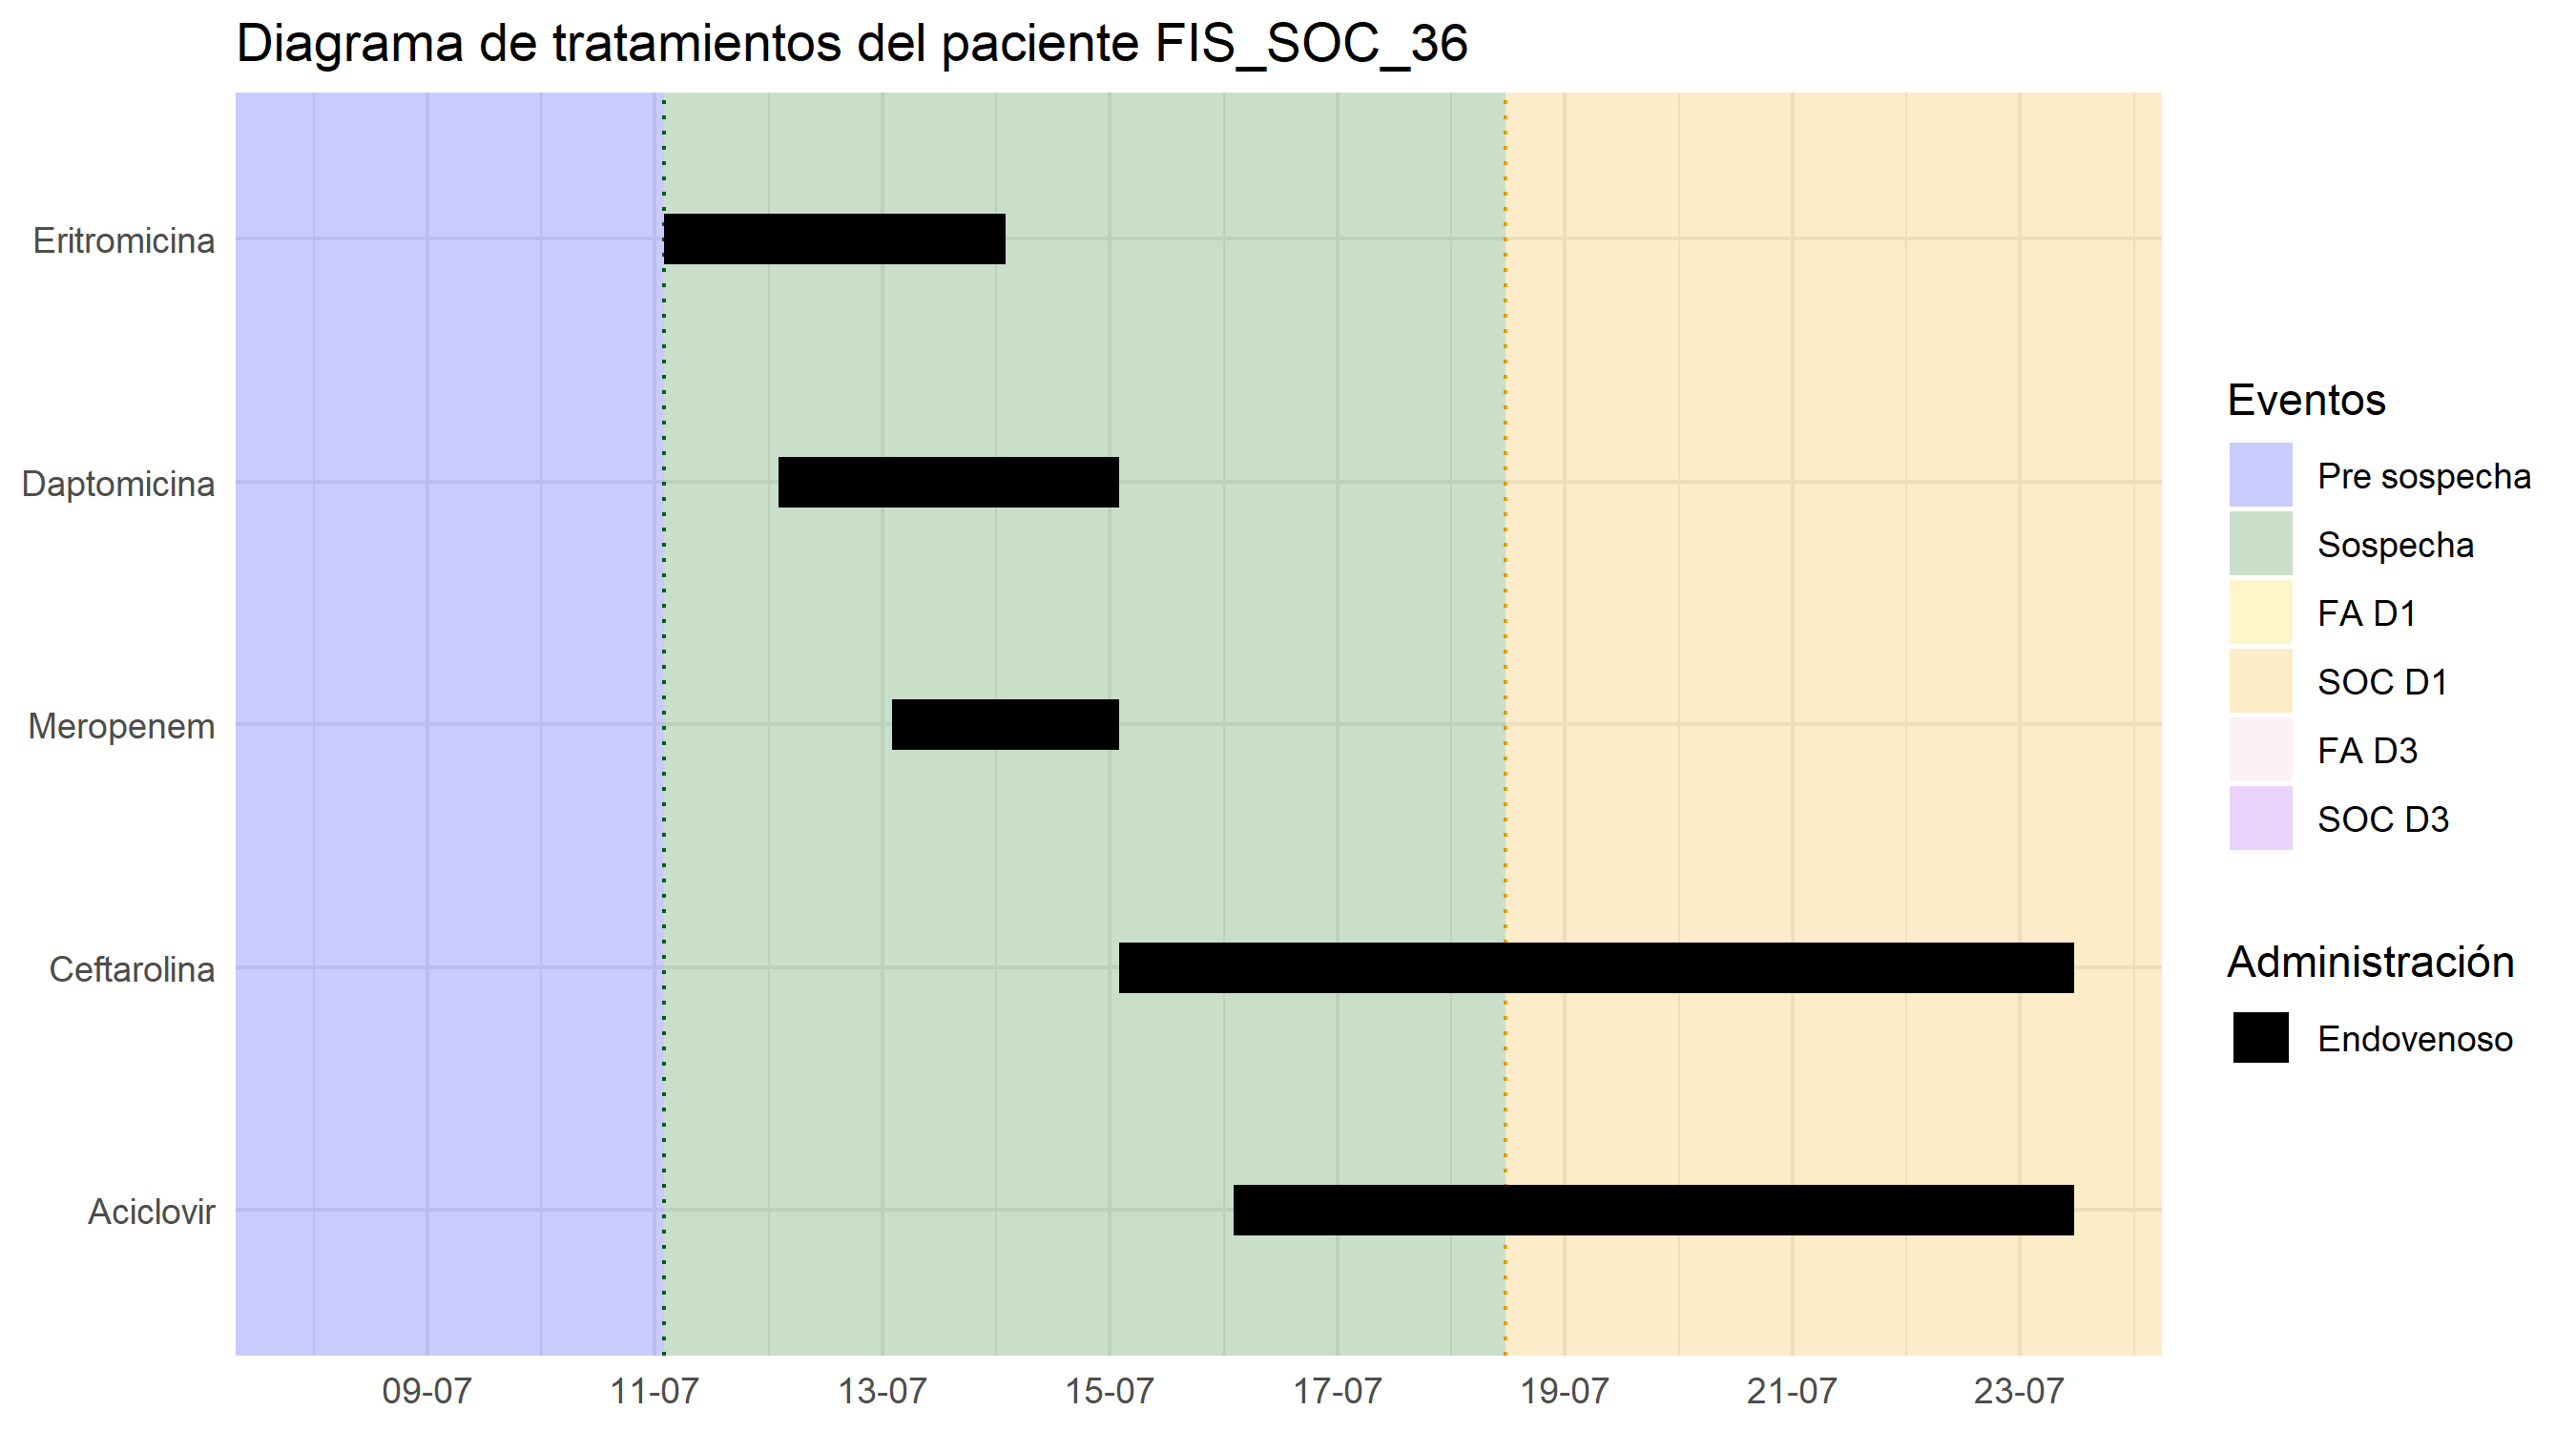 Diagrama de tratamientos del paciente FIS_SOC_36
Eritromicina
Daptomicina
Meropenem
Ceftarolina
Aciclovir
09-07
11-07
13-07
15-07
17-07
19-07
21-07
23-07
Eventos
Pre sospecha
Sospecha
FA D1
SOC D1
FA D3
SOC D3
Administración
Endovenoso